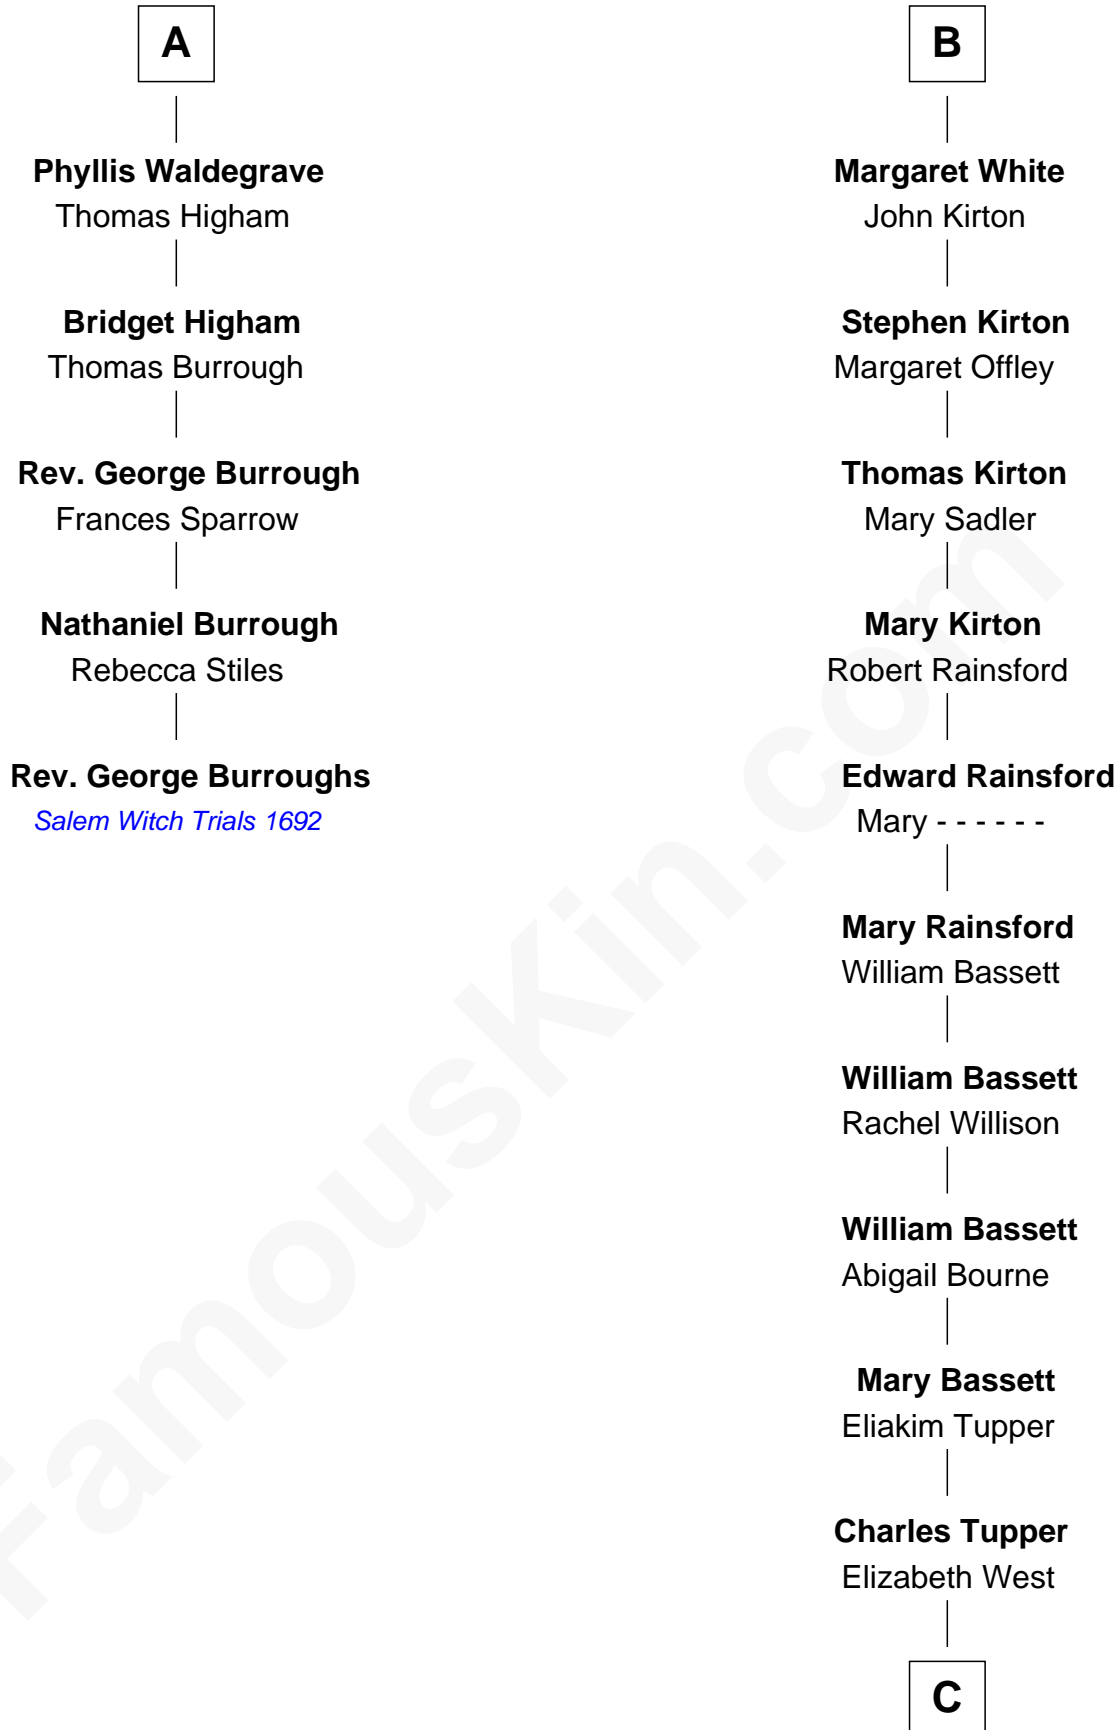 A
Phyllis Waldegrave
Thomas Higham
Bridget Higham
Thomas Burrough
Rev. George Burrough
Frances Sparrow
Nathaniel Burrough
Rebecca Stiles
Rev. George Burroughs
Salem Witch Trials 1692
B
Margaret White
John Kirton
Stephen Kirton
Margaret Offley
Thomas Kirton
Mary Sadler
Mary Kirton
Robert Rainsford
Edward Rainsford
Mary - - - - - -
Mary Rainsford
William Bassett
William Bassett
Rachel Willison
William Bassett
Abigail Bourne
Mary Bassett
Eliakim Tupper
Charles Tupper
Elizabeth West
C
FamousKin.com